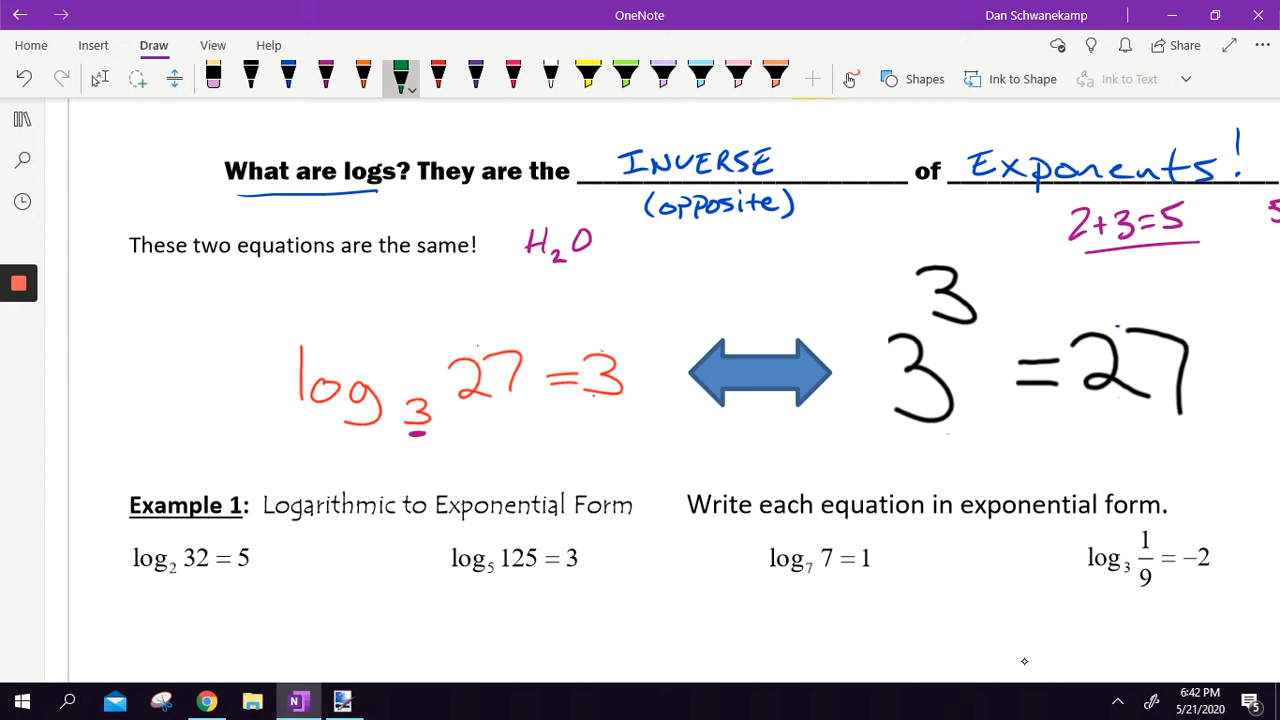 OneNote
Dan Schwanekamp
Home Insert Draw View Help
Share
Shapes Ink to Shape Ink to Text
What are logs? They are the INVERSE of Exponents!
(opposite)
2+3=5 5
These two equations are the same! H₂O
log₃ 27 = 3 3³ = 27
Example 1: Logarithmic to Exponential Form Write each equation in exponential form.
log₂ 32 = 5 log₅ 125 = 3 log₇ 7 = 1 log₃ 1/9 = −2
6:42 PM
5/21/2020
5